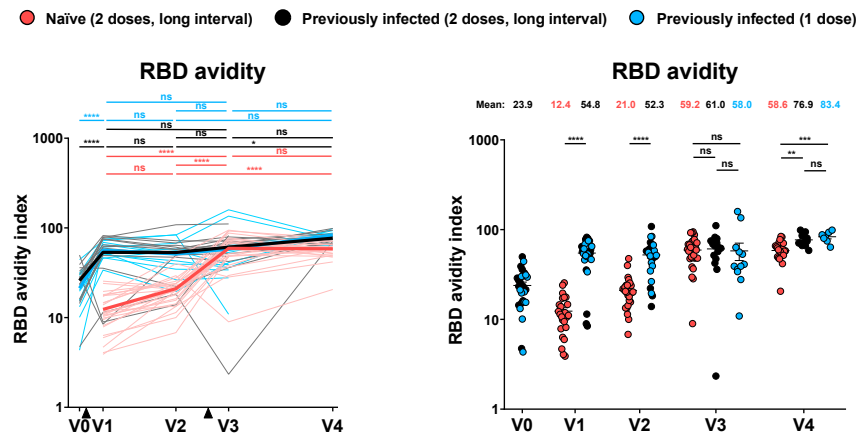 Naïve (2 doses, long interval) Previously infected (2 doses, long interval) Previously infected (1 dose)
RBD avidity
ns
ns ns
**** ns ns
ns
ns ns
**** ns *
**** ns
****
ns ****
1000
100
10
1
RBD avidity index
V0 V1 V2 V3 V4
RBD avidity
Mean: 23.9 12.4 54.8 21.0 52.3 59.2 61.0 58.0 58.6 76.9 83.4
**** **** ns ***
ns **
ns ns
1000
100
10
1
RBD avidity index
V0 V1 V2 V3 V4